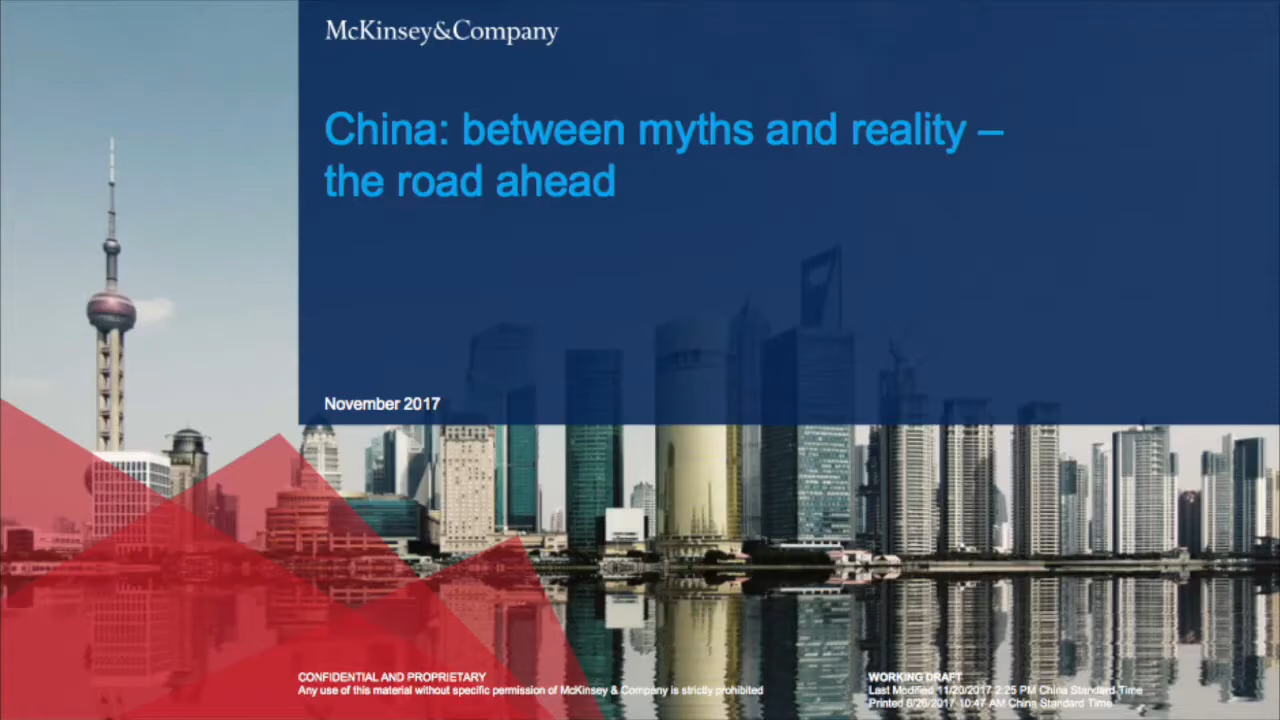 McKinsey&Company
China: between myths and reality –
the road ahead
November 2017
CONFIDENTIAL AND PROPRIETARY
Any use of this material without specific permission of McKinsey & Company is strictly prohibited
WORKING DRAFT
Last Modified 11/20/2017 2:25 PM China Standard Time
Printed 6/26/2017 10:47 AM China Standard Time